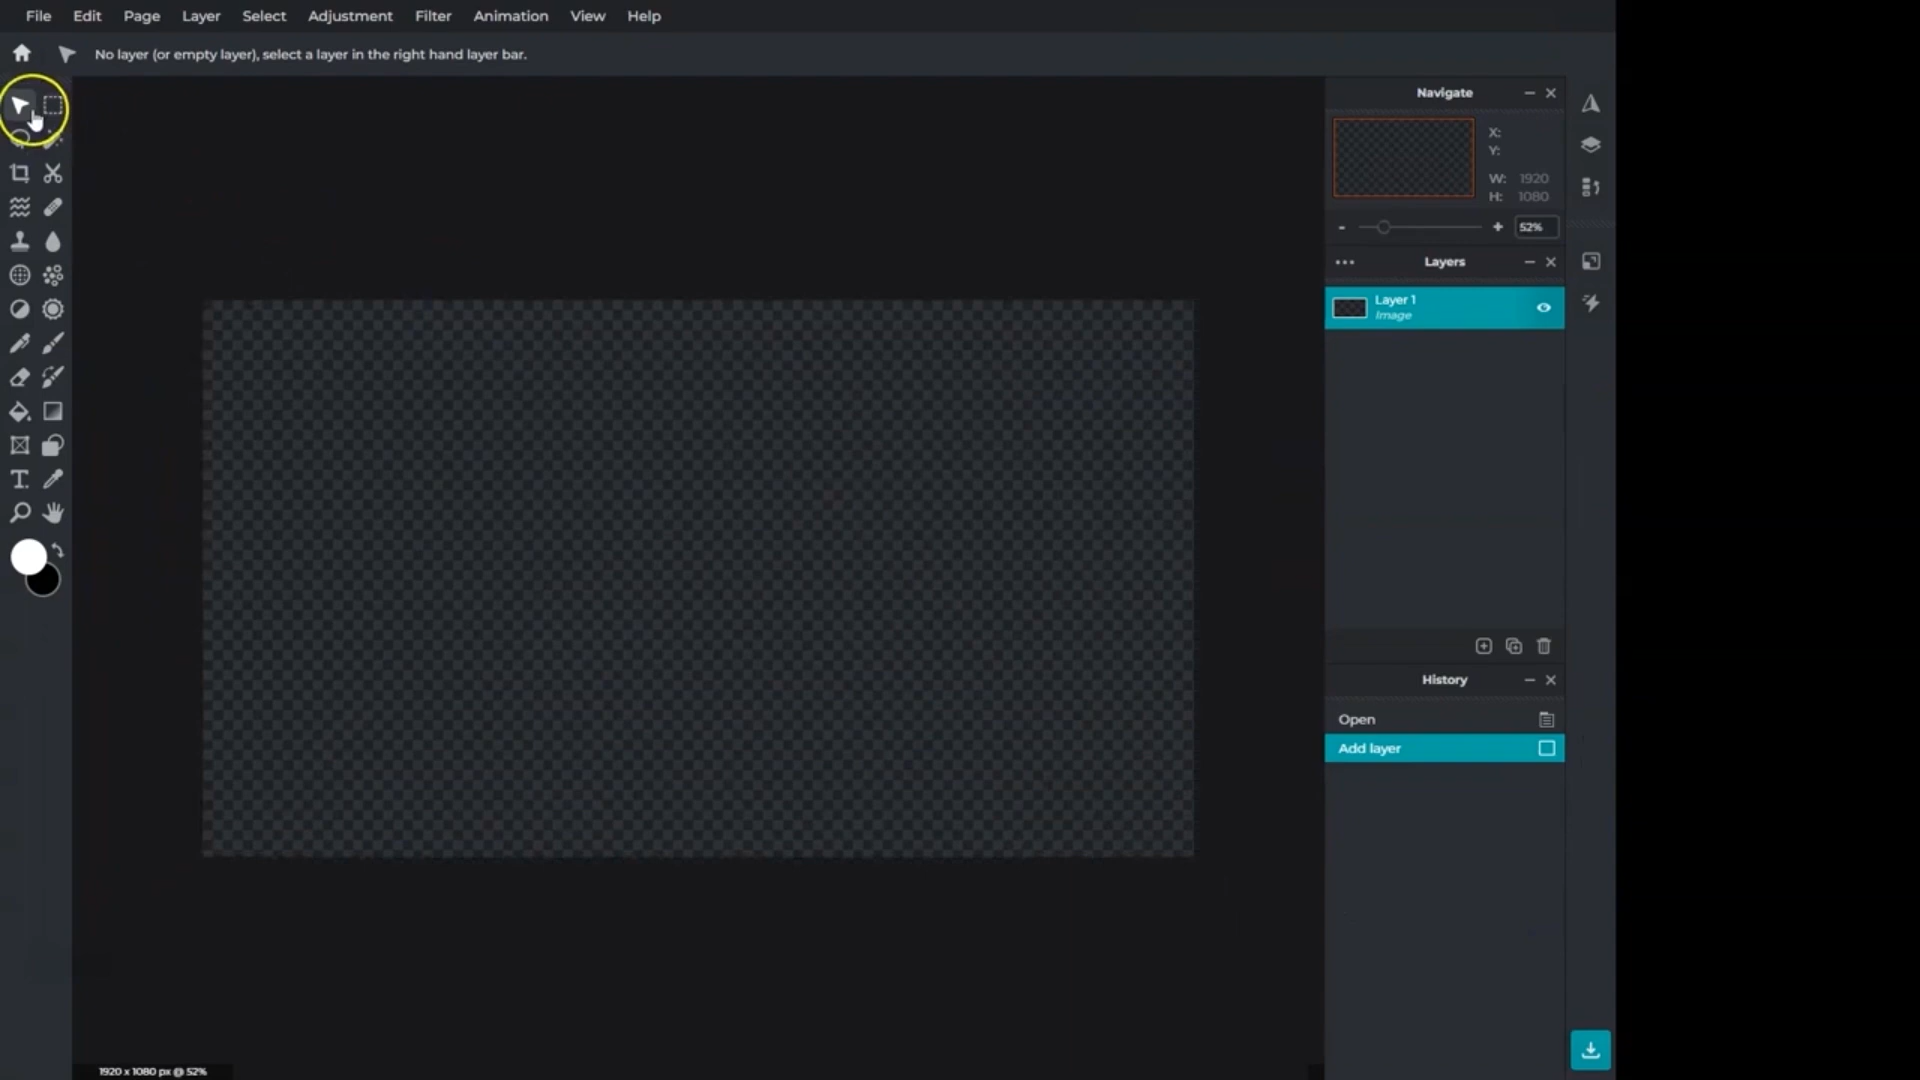 File Edit Page Layer Select Adjustment Filter Animation View Help
No layer (or empty layer), select a layer in the right hand layer bar.
Navigate
X:
Y:
W: 1920
H: 1080
- + 52%
Layers
Layer 1
Image
History
Open
Add layer
T.
1920 x 1080 px @ 52%